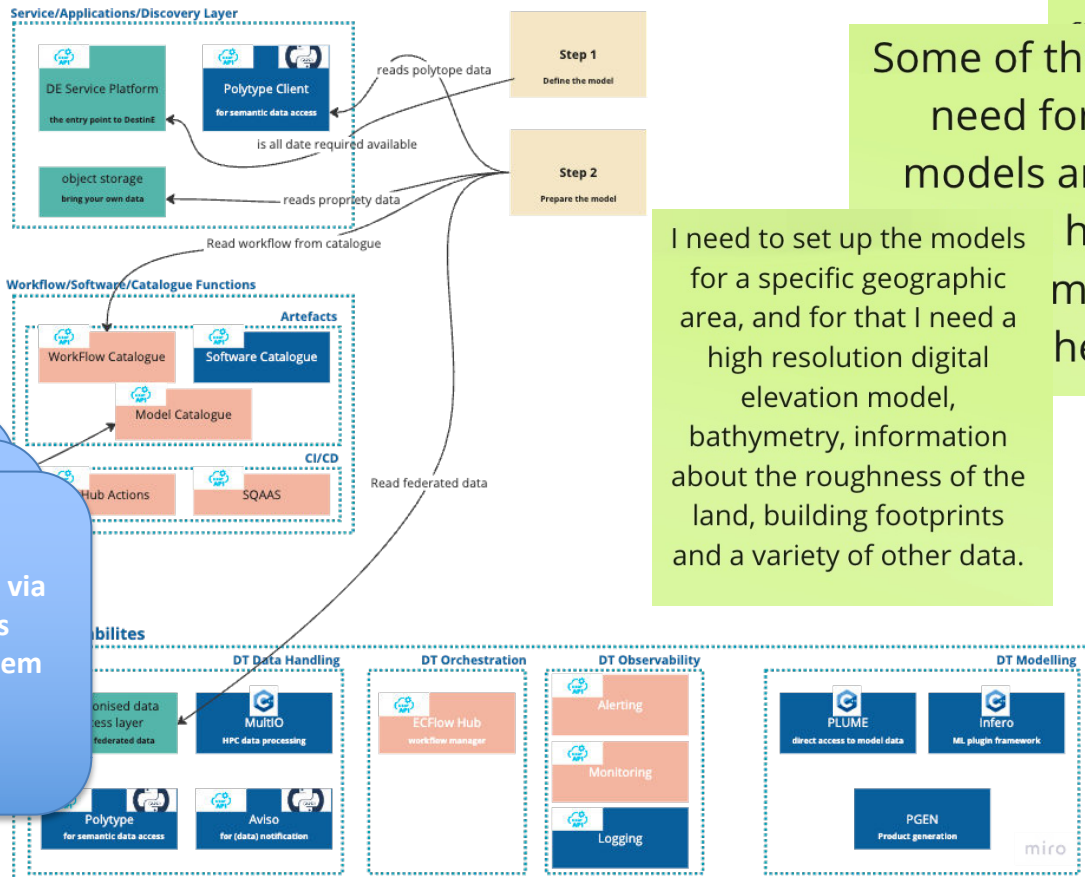 Service/Applications/Discovery Layer
DE Service Platform
the entry point to DestinE
Polytype Client
for semantic data access
object storage
bring your own data
reads polytope data
is all date required available
reads propriety data
Read workflow from catalogue
Step 1
Define the model
Step 2
Prepare the model
Some of th
need for
models a
h
m
he
I need to set up the models
for a specific geographic
area, and for that I need a
high resolution digital
elevation model,
bathymetry, information
about the roughness of the
land, building footprints
and a variety of other data.
Workflow/Software/Catalogue Functions
Artefacts
WorkFlow Catalogue
Software Catalogue
Model Catalogue
CI/CD
Hub Actions
SQAAS
Read federated data
via
s
em
abilites
DT Data Handling
onised data
cess layer
federated data
MultIO
HPC data processing
Polytype
for semantic data access
Aviso
for (data) notification
DT Orchestration
ECFlow Hub
workflow manager
DT Observability
Alerting
Monitoring
Logging
DT Modelling
PLUME
direct access to model data
Infero
ML plugin framework
PGEN
Product generation
miro